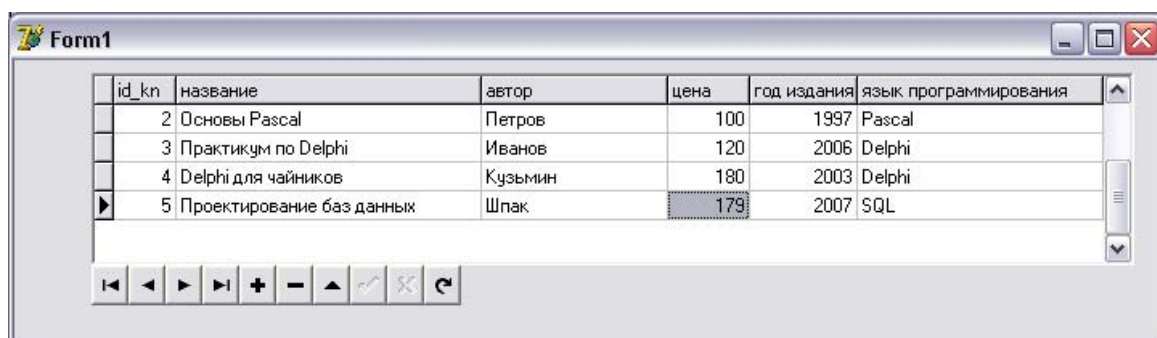 Form1
id_kn название автор цена год издания язык программирования
2 Основы Pascal Петров 100 1997 Pascal
3 Практикум по Delphi Иванов 120 2006 Delphi
4 Delphi для чайников Кузьмин 180 2003 Delphi
5 Проектирование баз данных Шпак 179 2007 SQL